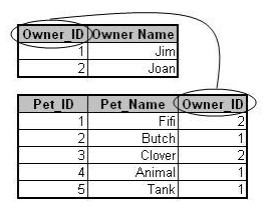 Owner_ID Owner Name
1 Jim
2 Joan
Pet_ID Pet_Name Owner_ID
1 Fifi 2
2 Butch 1
3 Clover 2
4 Animal 1
5 Tank 1